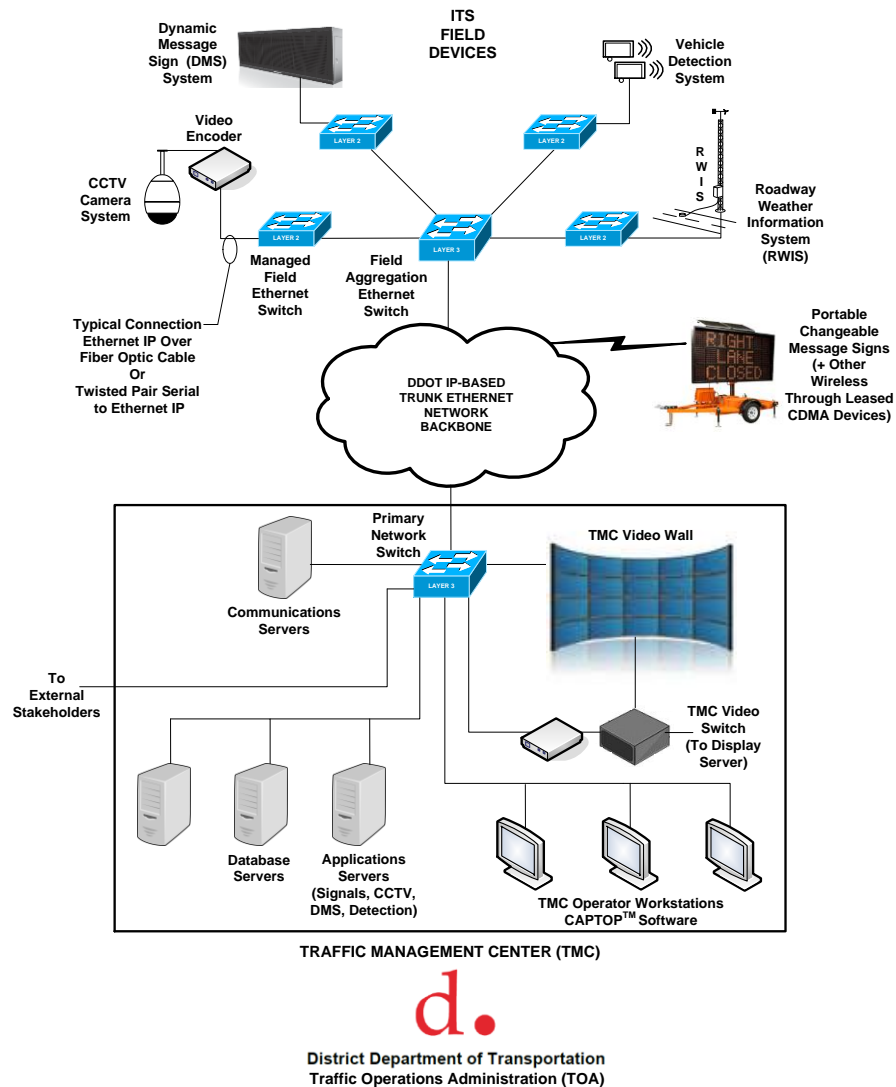 ITS
FIELD
DEVICES
Dynamic
Message
Sign (DMS)
System
Vehicle
Detection
System
Video
Encoder
LAYER 2
LAYER 2
R
W
I
S
CCTV
Camera
System
Roadway
Weather
Information
System
(RWIS)
LAYER 2
LAYER 3
LAYER 2
Managed
Field
Ethernet
Switch
Field
Aggregation
Ethernet
Switch
Typical Connection
Ethernet IP Over
Fiber Optic Cable
Or
Twisted Pair Serial
to Ethernet IP
Portable
Changeable
Message Signs
(+ Other
Wireless
Through Leased
CDMA Devices)
RIGHT
LANE
CLOSED
DDOT IP-BASED
TRUNK ETHERNET
NETWORK
BACKBONE
Primary
Network
Switch
LAYER 3
TMC Video Wall
Communications
Servers
To
External
Stakeholders
TMC Video
Switch
(To Display
Server)
Database
Servers
Applications
Servers
(Signals, CCTV,
DMS, Detection)
TMC Operator Workstations
CAPTOP™ Software
TRAFFIC MANAGEMENT CENTER (TMC)
d.
District Department of Transportation
Traffic Operations Administration (TOA)